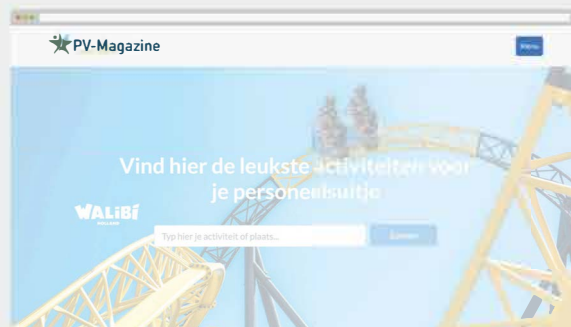 PV-Magazine
Menu
Vind hier de leukste activiteiten voor
je personeelsuitje
WALIBI
HOLLAND
Typ hier je activiteit of plaats...
Zoeken